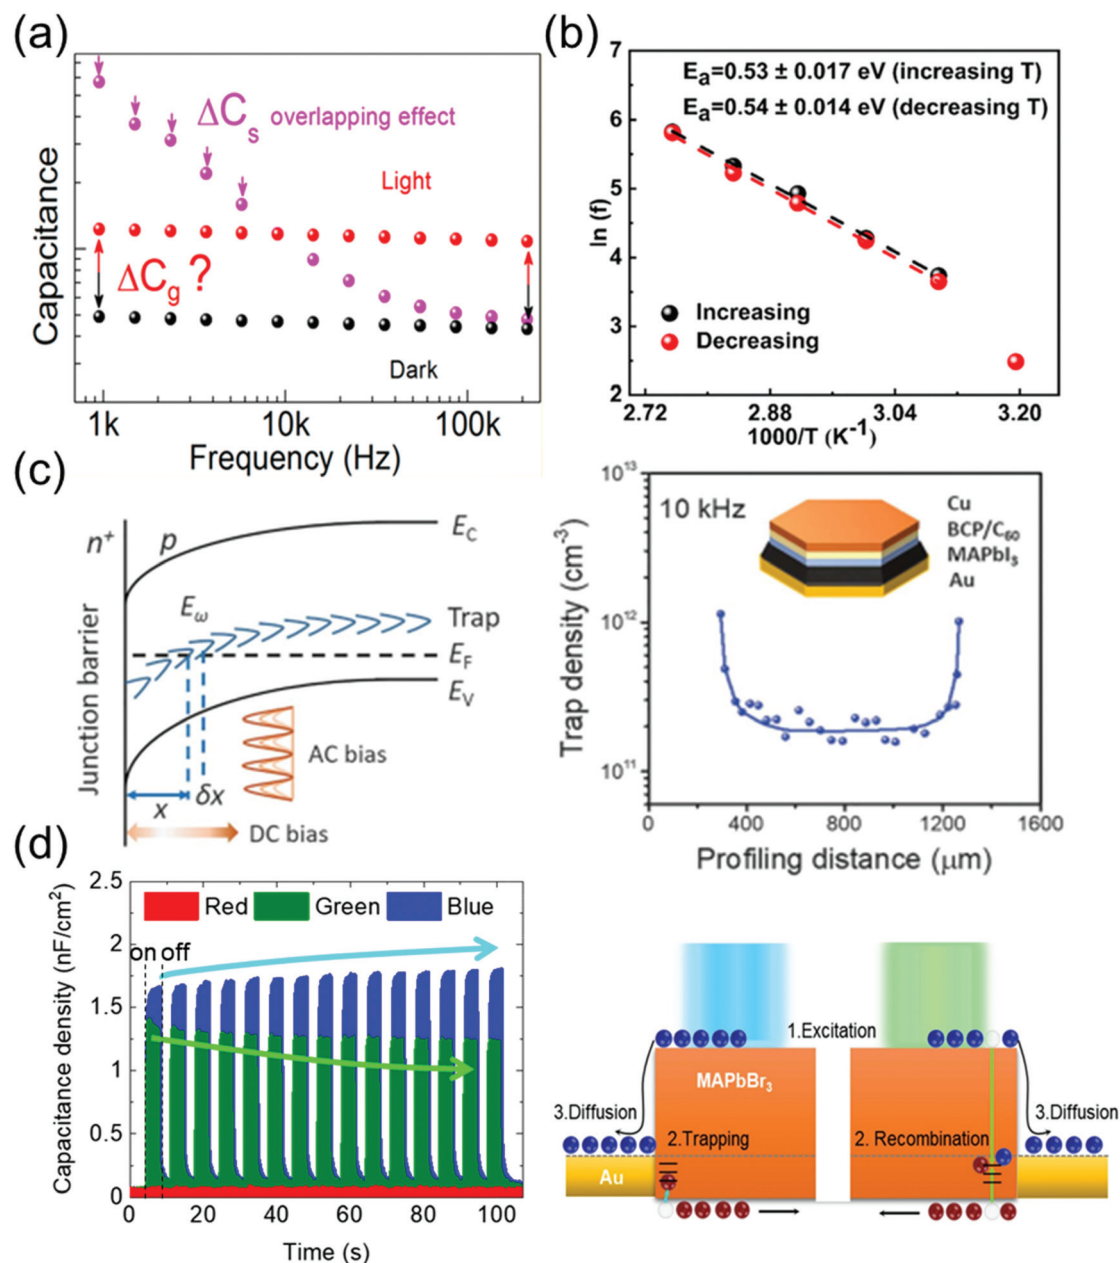 (a)
ΔCs overlapping effect
Light
ΔCg ?
Dark
Capacitance
1k 10k 100k
Frequency (Hz)
(b)
Ea=0.53 ± 0.017 eV (increasing T)
Ea=0.54 ± 0.014 eV (decreasing T)
7
6
5
4
3
2
ln (f)
Increasing
Decreasing
2.72 2.88 3.04 3.20
1000/T (K-1)
(c)
n+
p
EC
Eω
Trap
EF
EV
Junction barrier
AC bias
x
δx
DC bias
10 kHz
Cu
BCP/C60
MAPbI3
Au
Trap density (cm-3)
10^13
10^12
10^11
0 400 800 1200 1600
Profiling distance (μm)
(d)
2.5
2
1.5
1
0.5
0
Red Green Blue
on off
Capacitance density (nF/cm2)
0 20 40 60 80 100
Time (s)
1.Excitation
MAPbBr3
3.Diffusion
2.Trapping
2. Recombination
3.Diffusion
Au